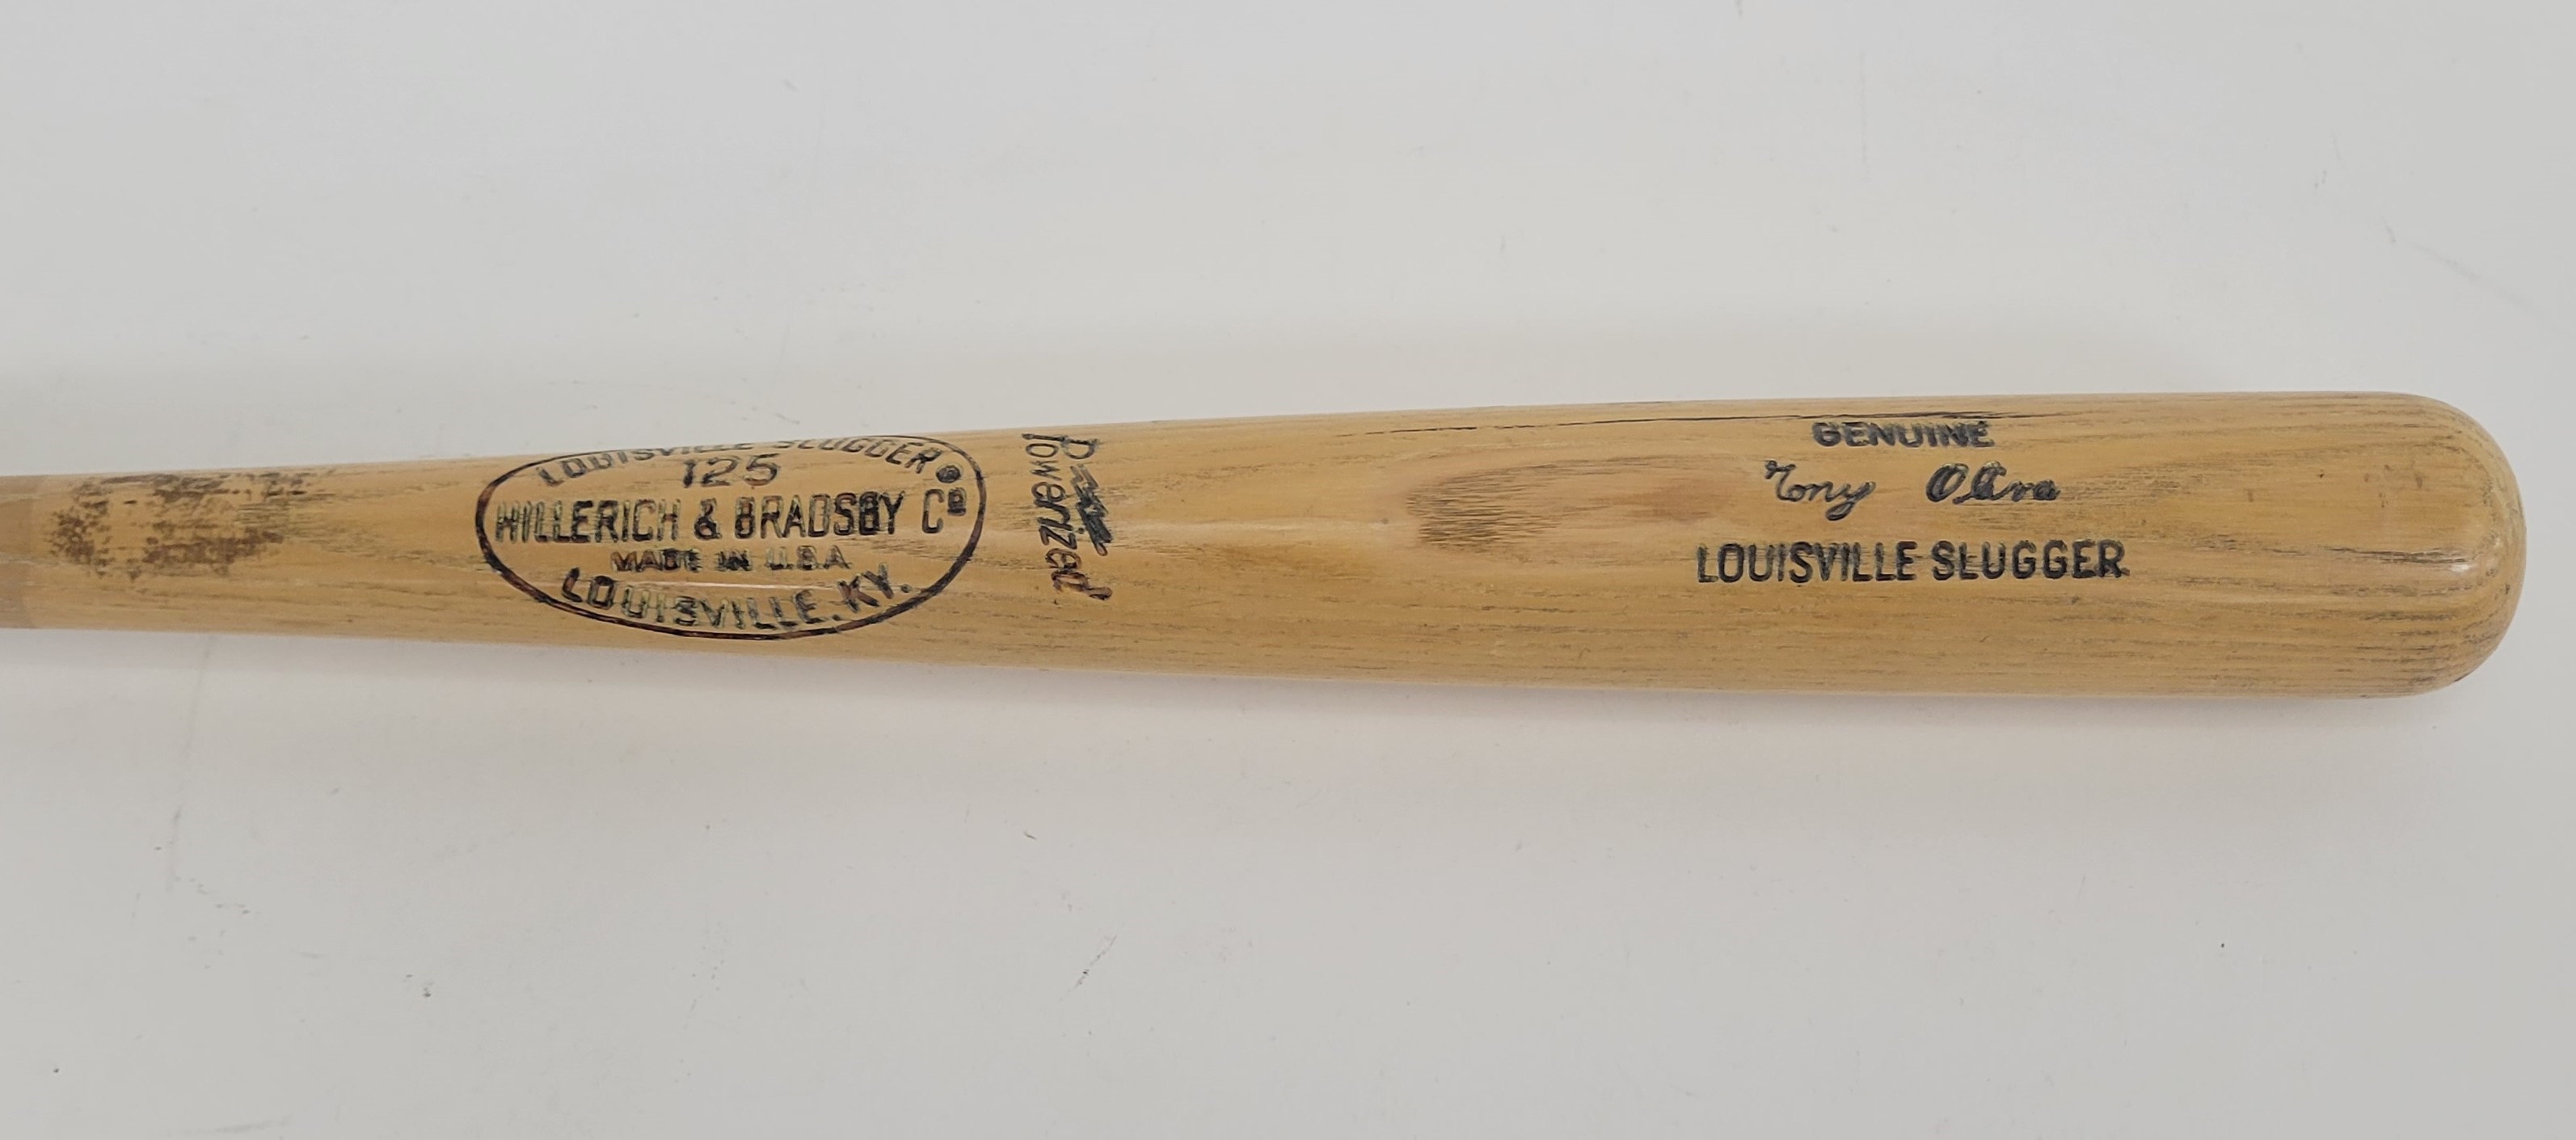 LOUISVILLE SLUGGER ®
125
HILLERICH & BRADSBY Cº
MADE IN U.S.A
LOUISVILLE, KY.
Powerized
GENUINE
Tony Oliva
LOUISVILLE SLUGGER